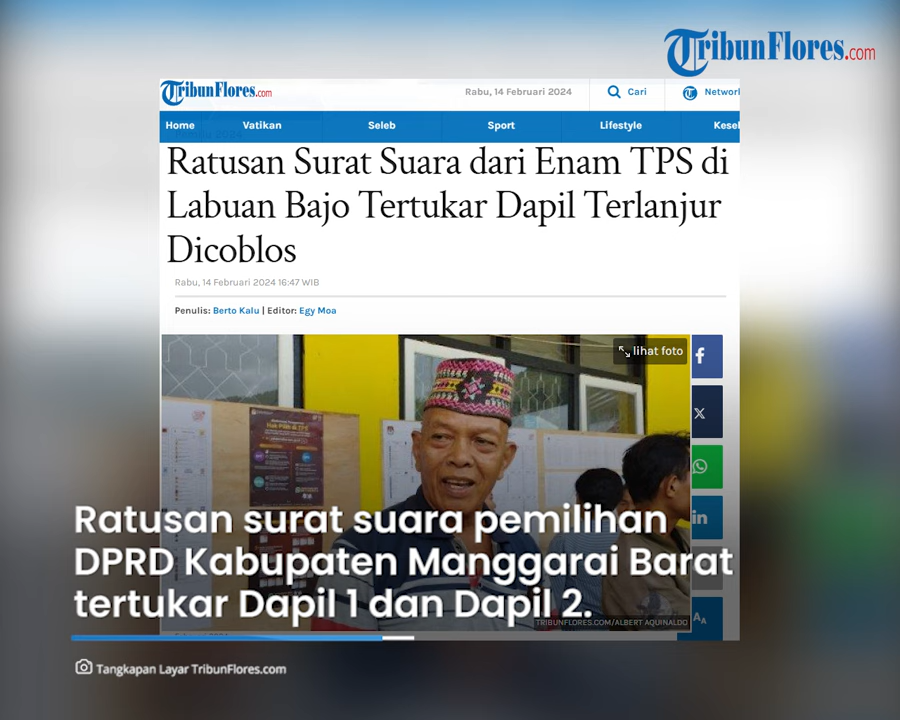 TribunFlores.com
TribunFlores.com
Rabu, 14 Februari 2024
Cari
Network
Home
Vatikan
Seleb
Sport
Lifestyle
Kesel
Ratusan Surat Suara dari Enam TPS di
Labuan Bajo Tertukar Dapil Terlanjur
Dicoblos
Rabu, 14 Februari 2024 16:47 WIB
Penulis: Berto Kalu | Editor: Egy Moa
lihat foto
Ratusan surat suara pemilihan
DPRD Kabupaten Manggarai Barat
tertukar Dapil 1 dan Dapil 2.
TRIBUNFLORES.COM/ALBERT AQUINALDO
Tangkapan Layar TribunFlores.com